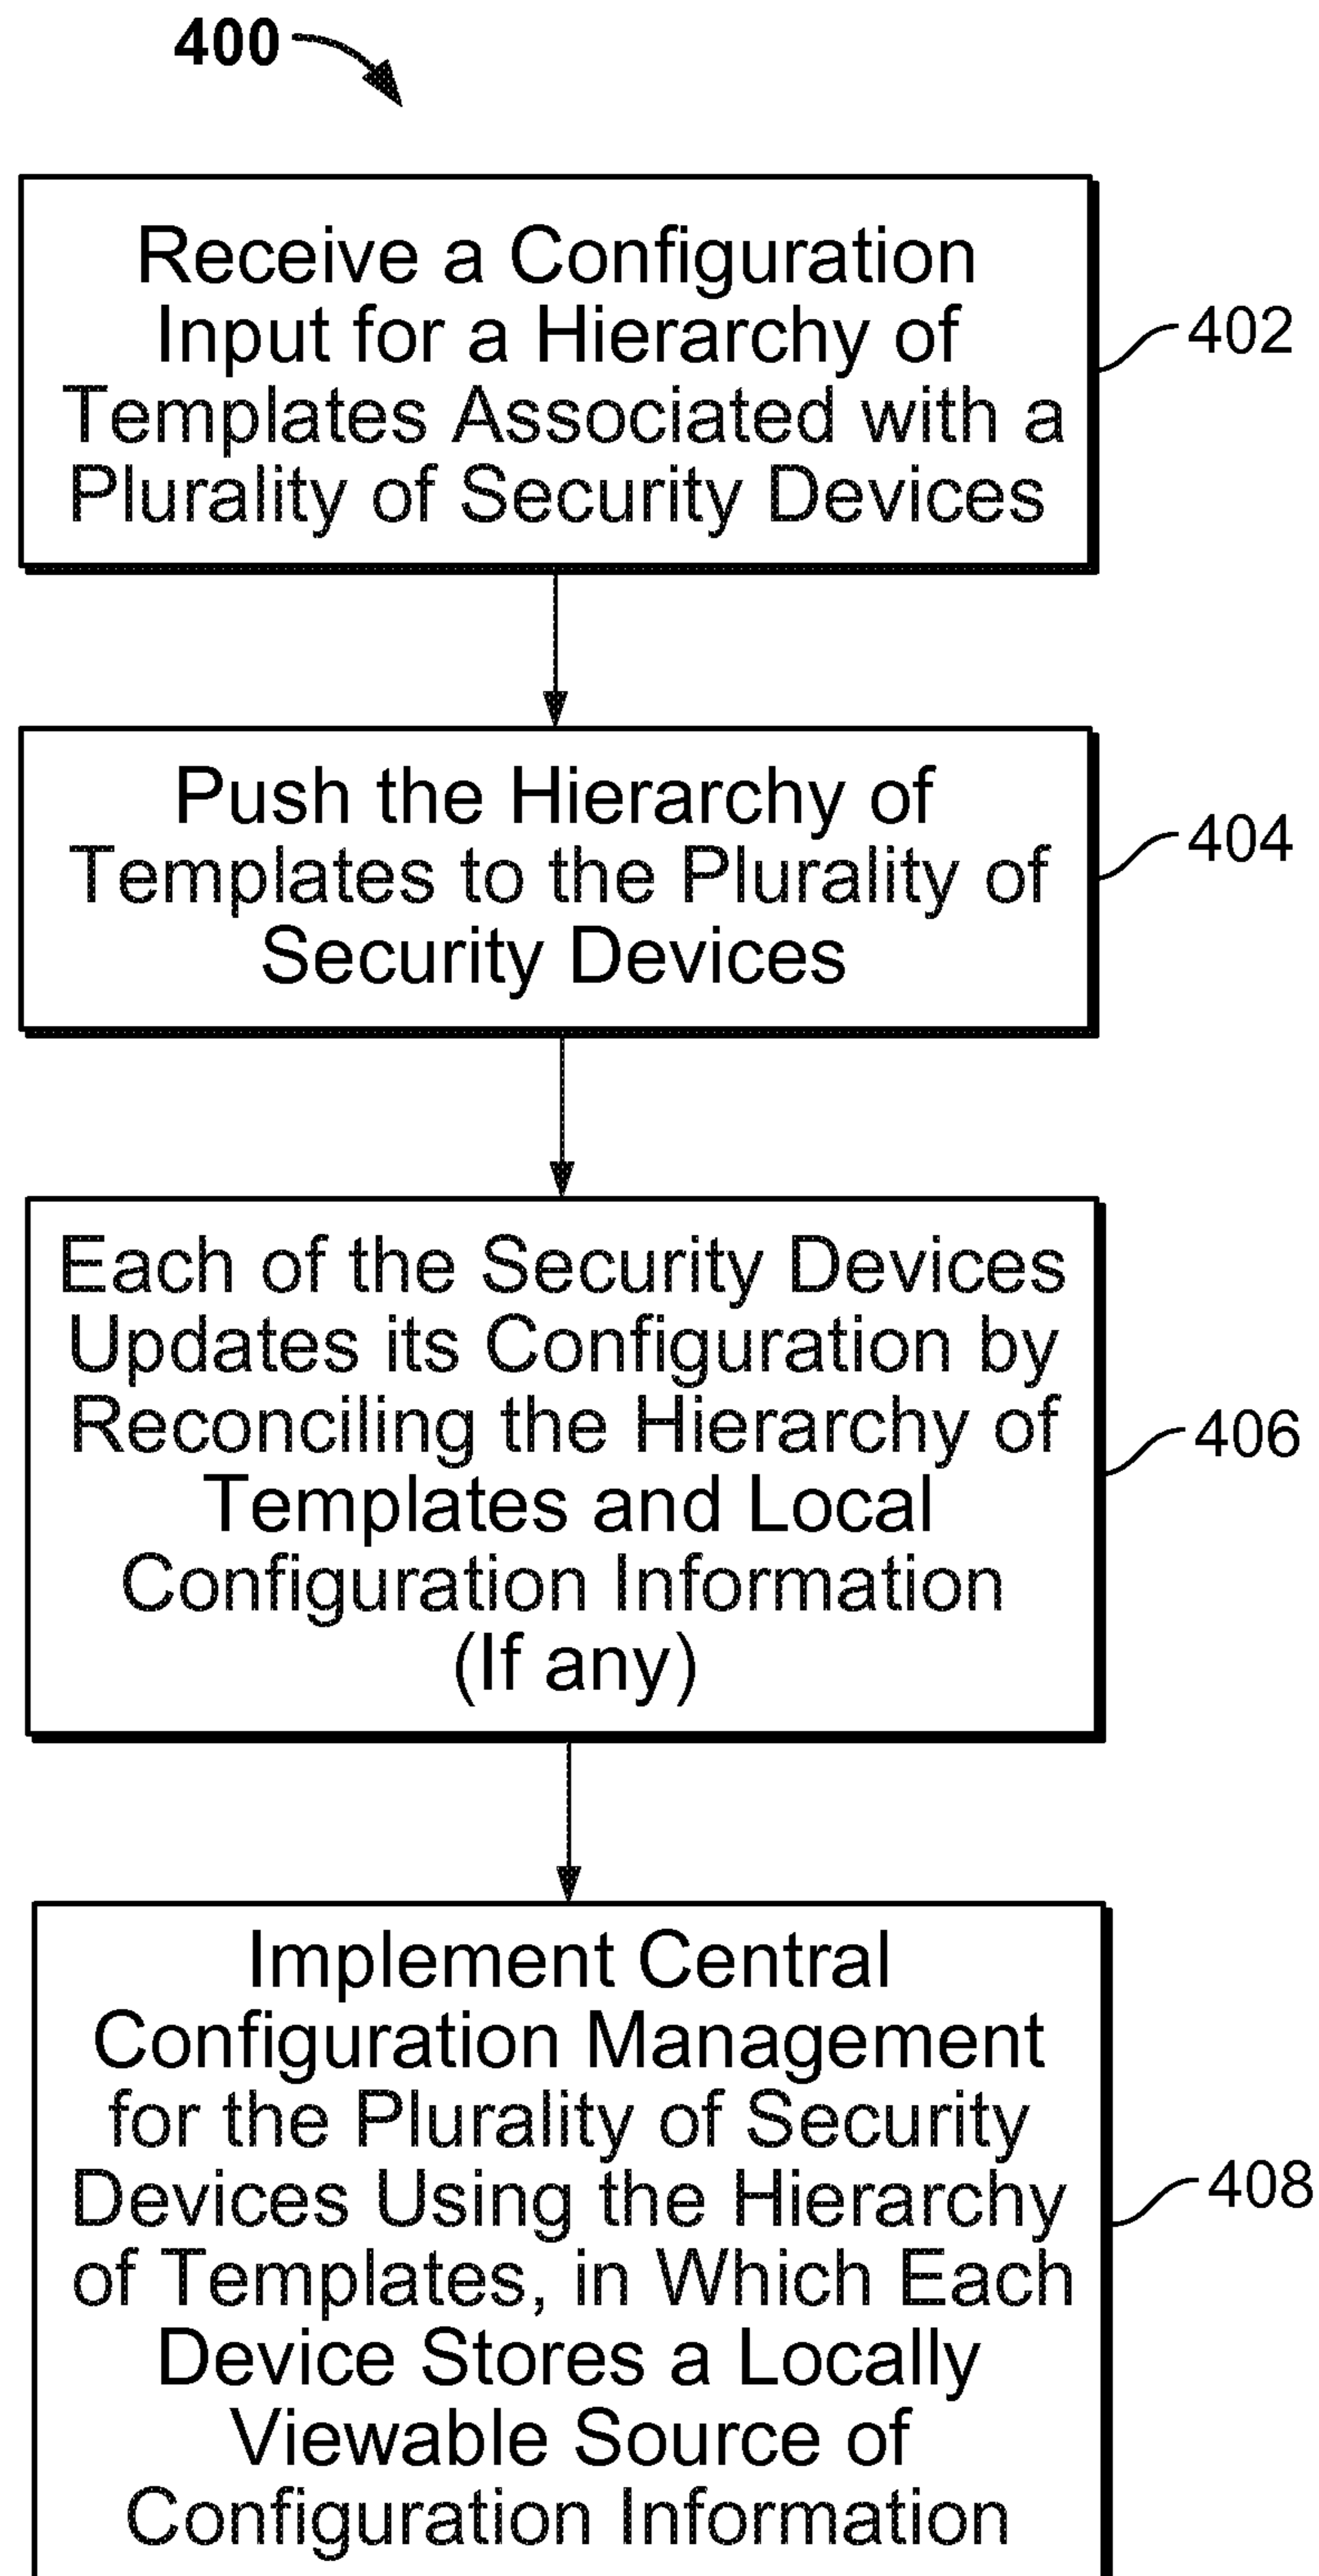 400
Receive a Configuration
Input for a Hierarchy of
Templates Associated with a
Plurality of Security Devices
402
Push the Hierarchy of
Templates to the Plurality of
Security Devices
404
Each of the Security Devices
Updates its Configuration by
Reconciling the Hierarchy of
Templates and Local
Configuration Information
(If any)
406
Implement Central
Configuration Management
for the Plurality of Security
Devices Using the Hierarchy
of Templates, in Which Each
Device Stores a Locally
Viewable Source of
Configuration Information
408